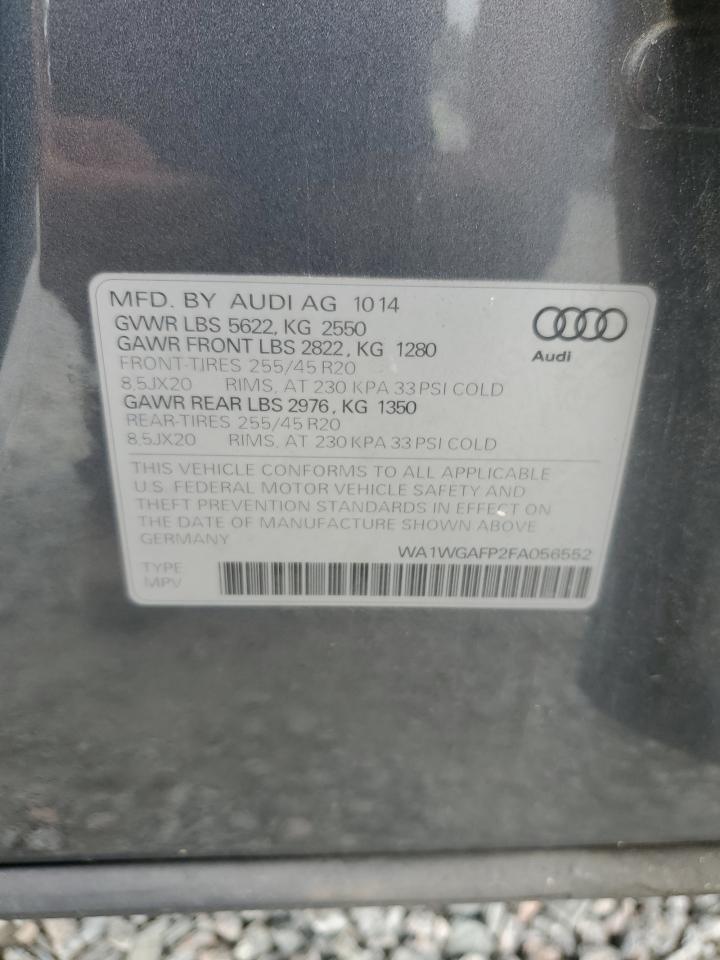 MFD. BY AUDI AG 10 14
GVWR LBS 5622, KG 2550
GAWR FRONT LBS 2822, KG 1280
FRONT-TIRES 255/45 R20
8,5JX20 RIMS, AT 230 KPA 33 PSI COLD
GAWR REAR LBS 2976, KG 1350
REAR-TIRES 255/45 R20
8,5JX20 RIMS, AT 230 KPA 33 PSI COLD
Audi
THIS VEHICLE CONFORMS TO ALL APPLICABLE
U.S. FEDERAL MOTOR VEHICLE SAFETY AND
THEFT PREVENTION STANDARDS IN EFFECT ON
THE DATE OF MANUFACTURE SHOWN ABOVE
GERMANY
WA1WGAFP2FA056552
TYPE
MPV